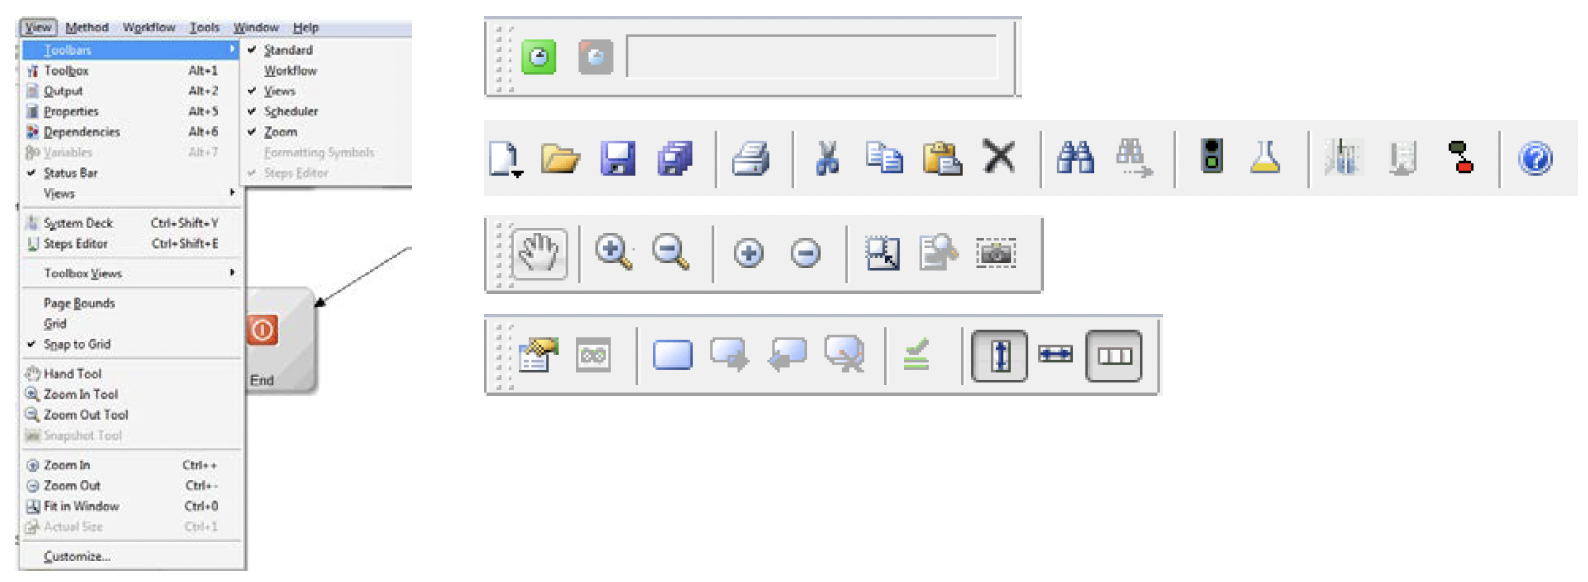 View Method Workflow Tools Window Help
Toolbars
Toolbox Alt+1
Output Alt+2
Properties Alt+5
Dependencies Alt+6
Variables Alt+7
Status Bar
Views
System Deck Ctrl+Shift+Y
Steps Editor Ctrl+Shift+E
Toolbox Views
Page Bounds
Grid
Snap to Grid
Hand Tool
Zoom In Tool
Zoom Out Tool
Snapshot Tool
Zoom In Ctrl++
Zoom Out Ctrl+-
Fit in Window Ctrl+0
Actual Size Ctrl+1
Customize...
Standard
Workflow
Views
Scheduler
Zoom
Formatting Symbols
Steps Editor
End